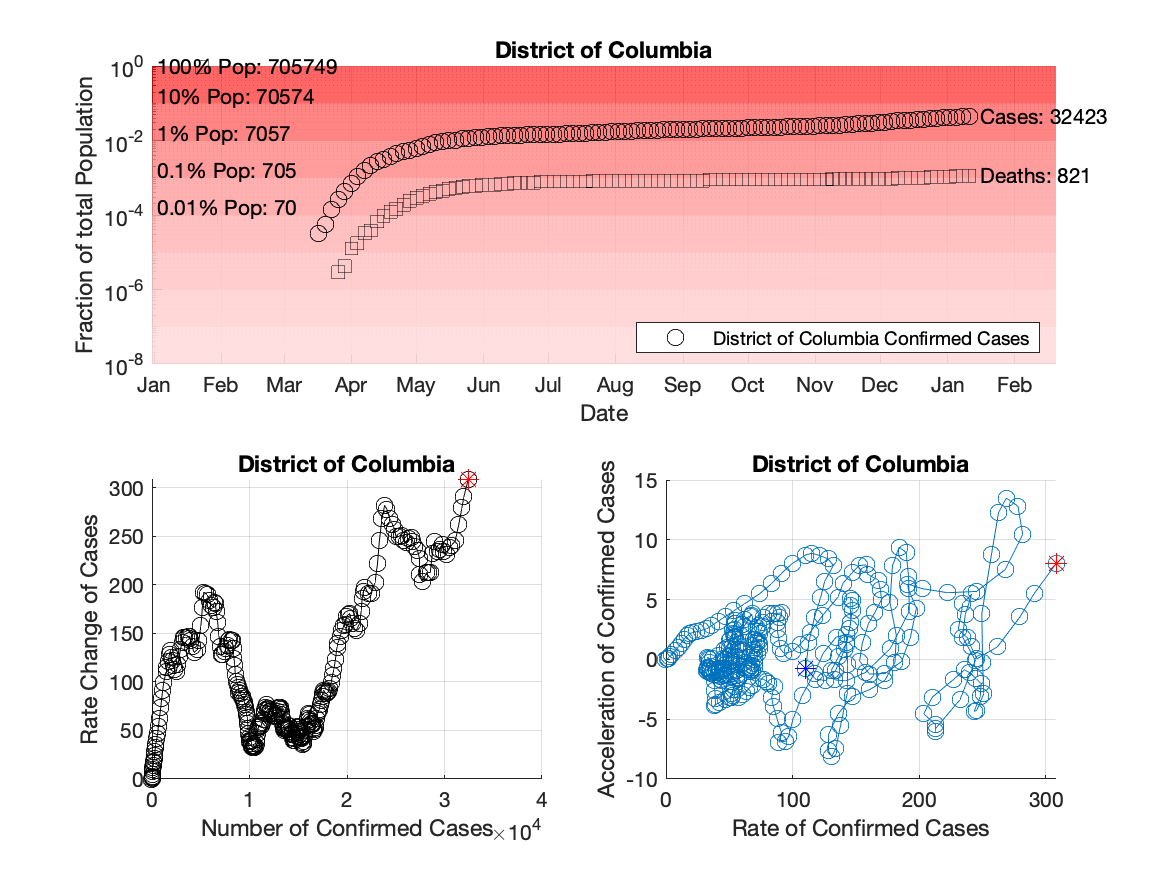 District of Columbia
Fraction of total Population
10^0
10^-2
10^-4
10^-6
10^-8
100% Pop: 705749
10% Pop: 70574
1% Pop: 7057
0.1% Pop: 705
0.01% Pop: 70
Cases: 32423
Deaths: 821
District of Columbia Confirmed Cases
Jan Feb Mar Apr May Jun Jul Aug Sep Oct Nov Dec Jan Feb
Date
District of Columbia
Rate Change of Cases
300
250
200
150
100
50
0
0 1 2 3 4
Number of Confirmed Cases ×10^4
District of Columbia
Acceleration of Confirmed Cases
15
10
5
0
-5
-10
0 100 200 300
Rate of Confirmed Cases